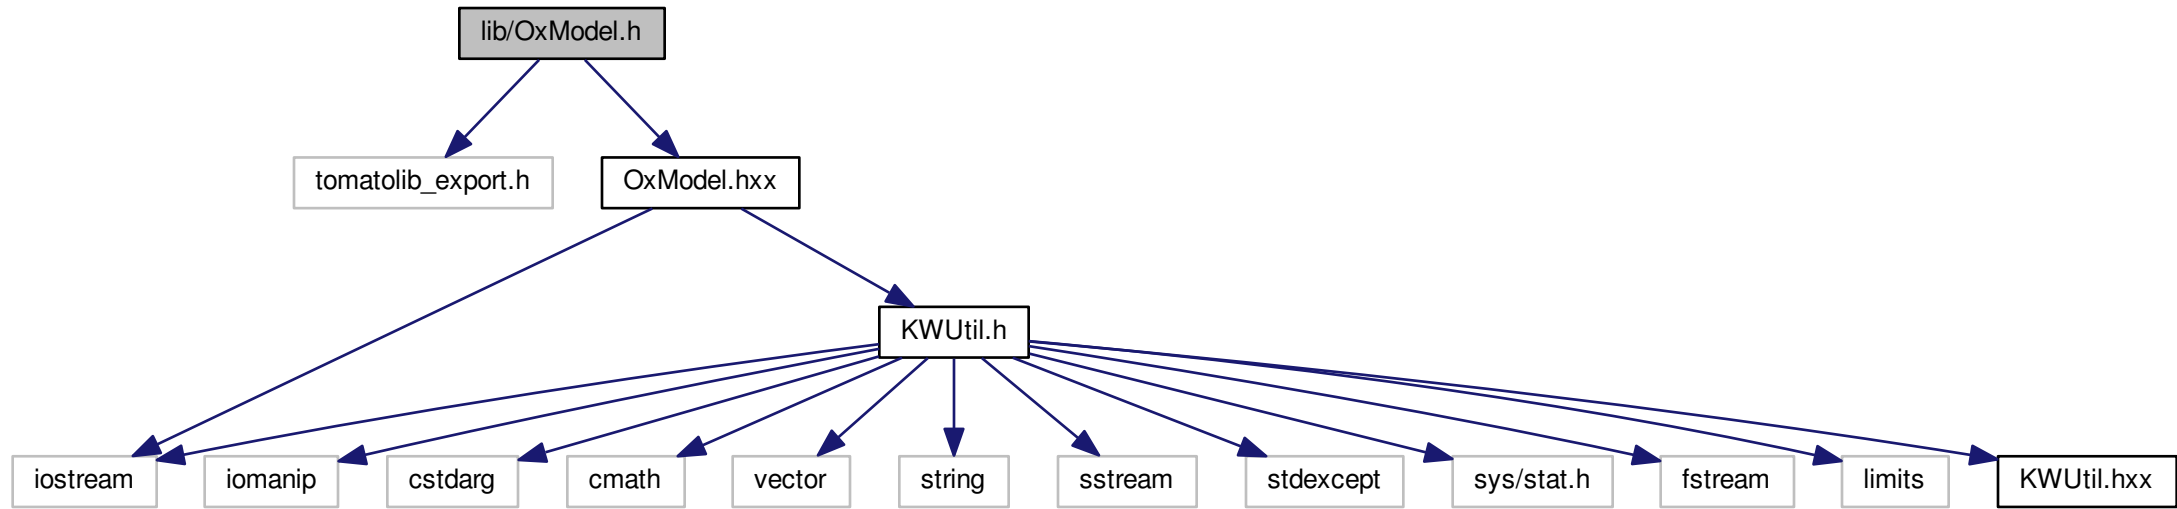 lib/OxModel.h
tomatolib_export.h
OxModel.hxx
KWUtil.h
iostream
iomanip
cstdarg
cmath
vector
string
sstream
stdexcept
sys/stat.h
fstream
limits
KWUtil.hxx